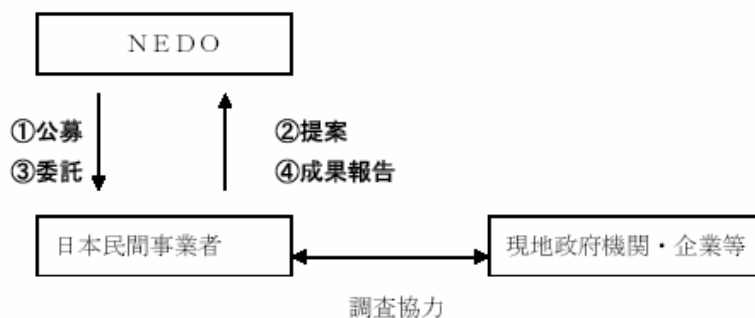 NEDO
①公募
②提案
③委託
④成果報告
日本民間事業者
現地政府機関・企業等
調査協力